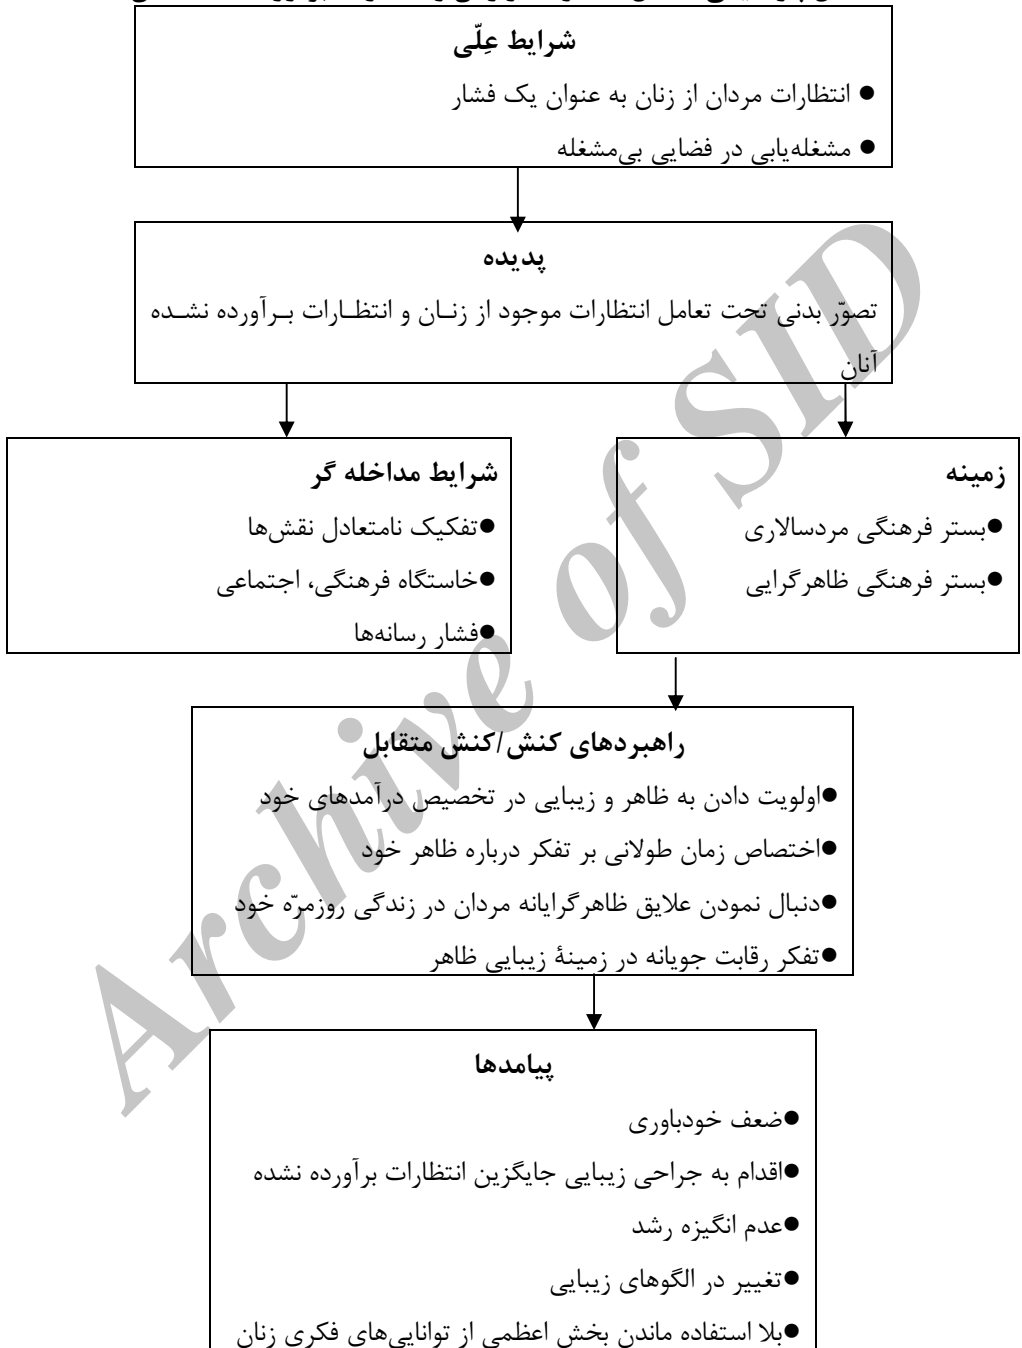 شرایط عِلّی
● انتظارات مردان از زنان به عنوان یک فشار
● مشغله‌یابی در فضایی بی‌مشغله
پدیده
تصوّر بدنی تحت تعامل انتظارات موجود از زنـان و انتظـارات بـرآورده نشـده
آنان
زمینه
●بستر فرهنگی مردسالاری
●بستر فرهنگی ظاهرگرایی
شرایط مداخله گر
●تفکیک نامتعادل نقش‌ها
●خاستگاه فرهنگی، اجتماعی
●فشار رسانه‌ها
راهبردهای کنش/کنش متقابل
●اولویت دادن به ظاهر و زیبایی در تخصیص درآمدهای خود
●اختصاص زمان طولانی بر تفکر درباره ظاهر خود
●دنبال نمودن علایق ظاهرگرایانه مردان در زندگی روزمرّه خود
●تفکر رقابت جویانه در زمینۀ زیبایی ظاهر
پیامدها
●ضعف خودباوری
●اقدام به جراحی زیبایی جایگزین انتظارات برآورده نشده
●عدم انگیزه رشد
●تغییر در الگوهای زیبایی
●بلا استفاده ماندن بخش اعظمی از توانایی‌های فکری زنان
Archive of SID